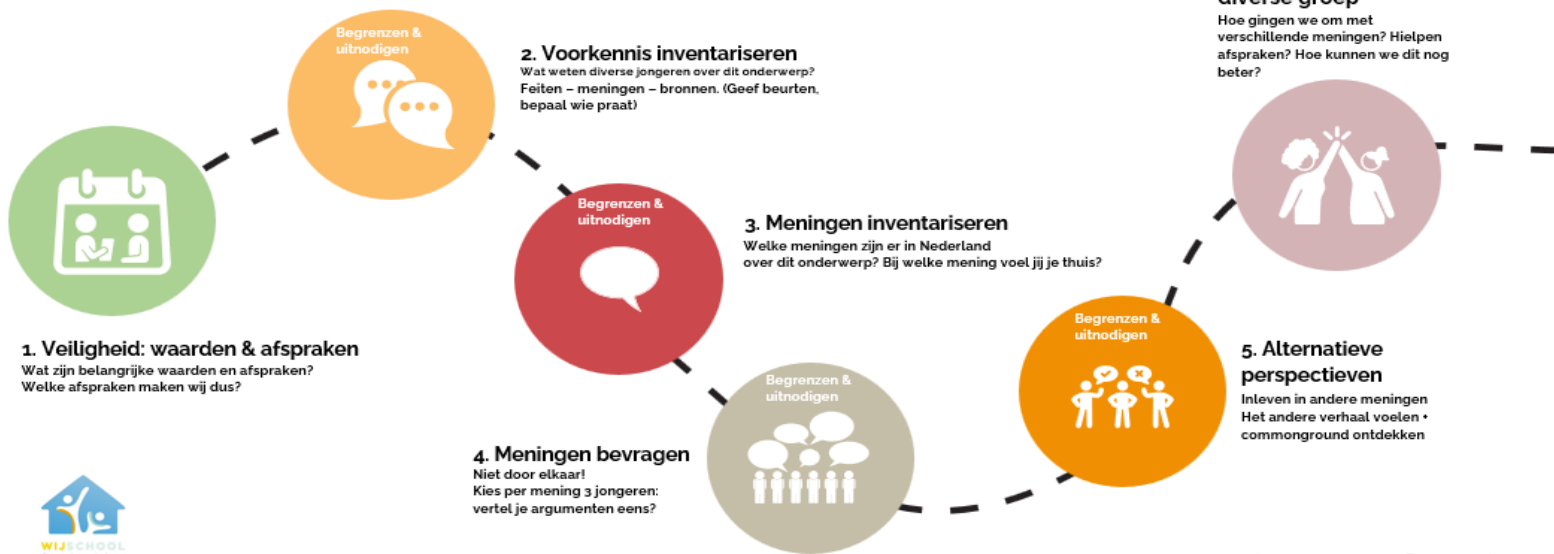 1. Veiligheid: waarden & afspraken
Wat zijn belangrijke waarden en afspraken?
Welke afspraken maken wij dus?
Begrenzen &
uitnodigen
2. Voorkennis inventariseren
Wat weten diverse jongeren over dit onderwerp?
Feiten – meningen – bronnen. (Geef beurten,
bepaal wie praat)
Begrenzen &
uitnodigen
3. Meningen inventariseren
Welke meningen zijn er in Nederland
over dit onderwerp? Bij welke mening voel jij je thuis?
Begrenzen &
uitnodigen
4. Meningen bevragen
Niet door elkaar!
Kies per mening 3 jongeren:
vertel je argumenten eens?
Begrenzen &
uitnodigen
5. Alternatieve
perspectieven
Inleven in andere meningen
Het andere verhaal voelen +
commonground ontdekken
diverse groep
Hoe gingen we om met
verschillende meningen? Hielpen
afspraken? Hoe kunnen we dit nog
beter?
WIJSCHOOL